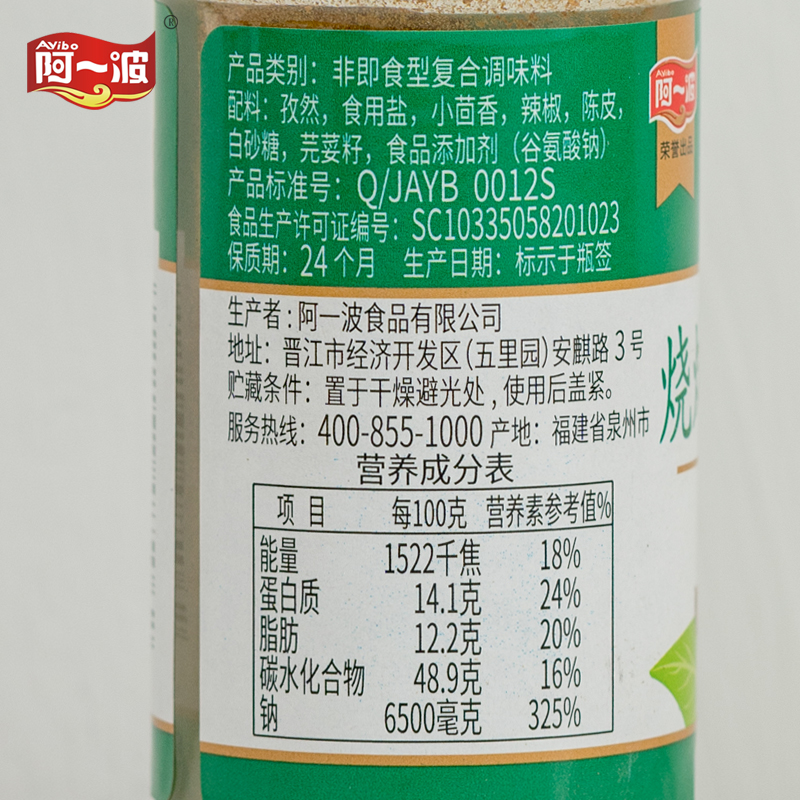 Ayibo
阿一波
®
产品类别：非即食型复合调味料
配料：孜然，食用盐，小茴香，辣椒，陈皮，
白砂糖，芫荽籽，食品添加剂（谷氨酸钠）
产品标准号：Q/JAYB 0012S
食品生产许可证编号：SC10335058201023
保质期：24个月 生产日期：标示于瓶签
Ayibo
阿一波
荣誉出品
生产者：阿一波食品有限公司
地址：晋江市经济开发区(五里园)安麒路3号
贮藏条件：置于干燥避光处，使用后盖紧。
服务热线：400-855-1000 产地：福建省泉州市
烧
营养成分表
项目 每100克 营养素参考值%
能量 1522千焦 18%
蛋白质 14.1克 24%
脂肪 12.2克 20%
碳水化合物 48.9克 16%
钠 6500毫克 325%